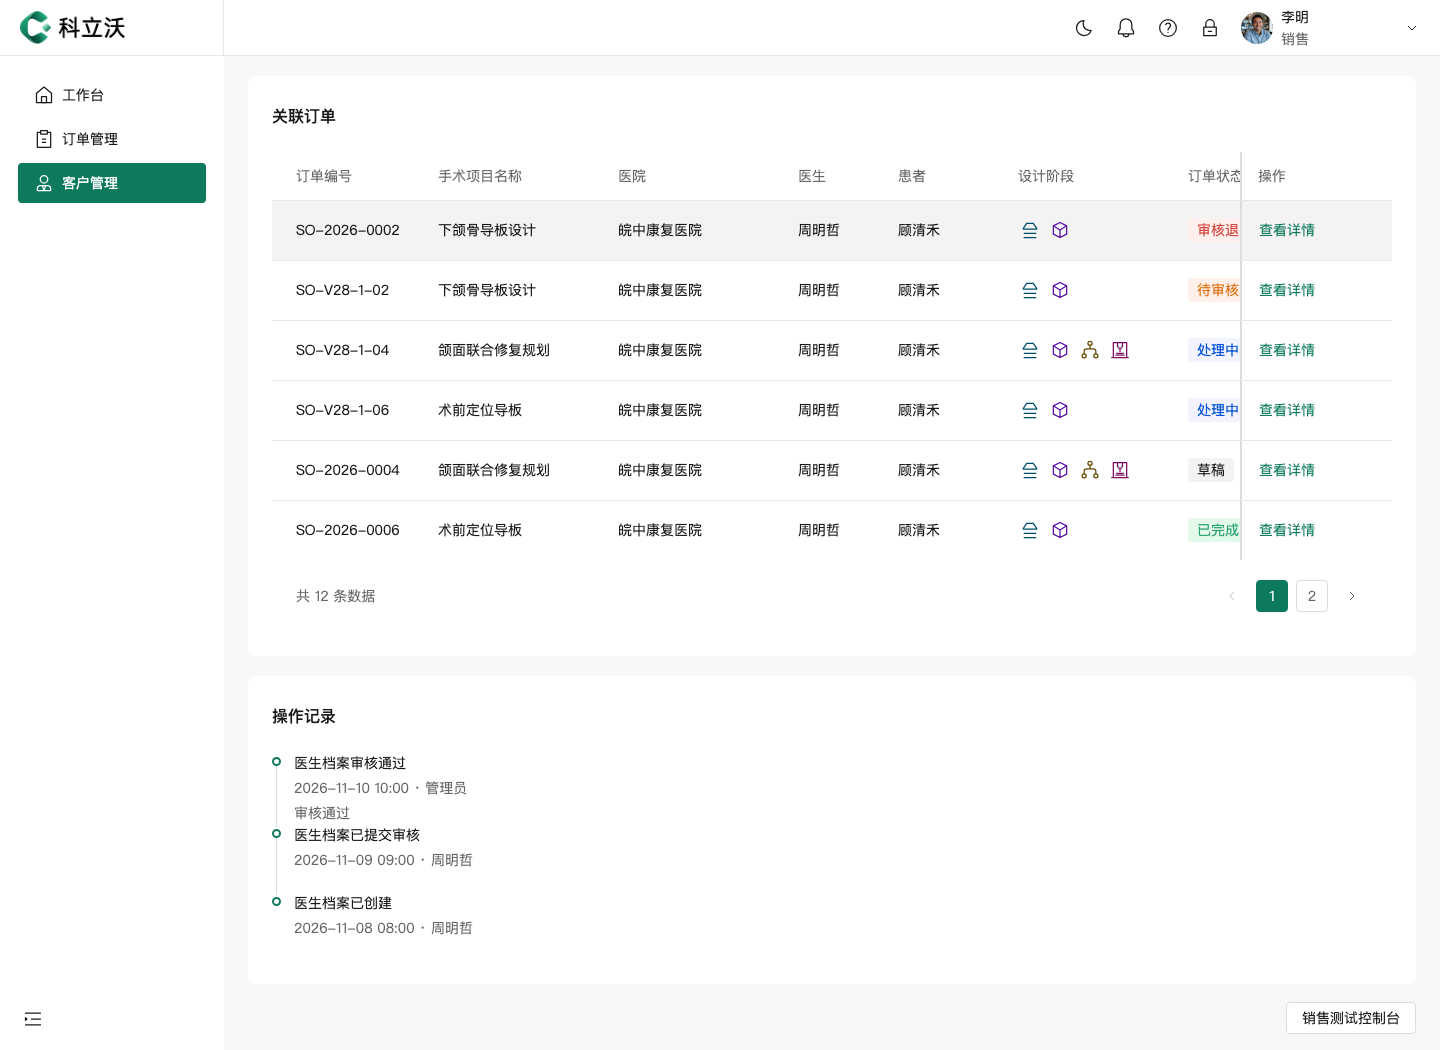 科立沃
李明
销售
工作台
订单管理
客户管理
关联订单
订单编号 手术项目名称 医院 医生 患者 设计阶段 订单状态 操作
SO-2026-0002 下颌骨导板设计 皖中康复医院 周明哲 顾清禾 审核退 查看详情
SO-V28-1-02 下颌骨导板设计 皖中康复医院 周明哲 顾清禾 待审核 查看详情
SO-V28-1-04 颌面联合修复规划 皖中康复医院 周明哲 顾清禾 处理中 查看详情
SO-V28-1-06 术前定位导板 皖中康复医院 周明哲 顾清禾 处理中 查看详情
SO-2026-0004 颌面联合修复规划 皖中康复医院 周明哲 顾清禾 草稿 查看详情
SO-2026-0006 术前定位导板 皖中康复医院 周明哲 顾清禾 已完成 查看详情
共 12 条数据 1 2
操作记录
医生档案审核通过
2026-11-10 10:00 · 管理员
审核通过
医生档案已提交审核
2026-11-09 09:00 · 周明哲
医生档案已创建
2026-11-08 08:00 · 周明哲
销售测试控制台